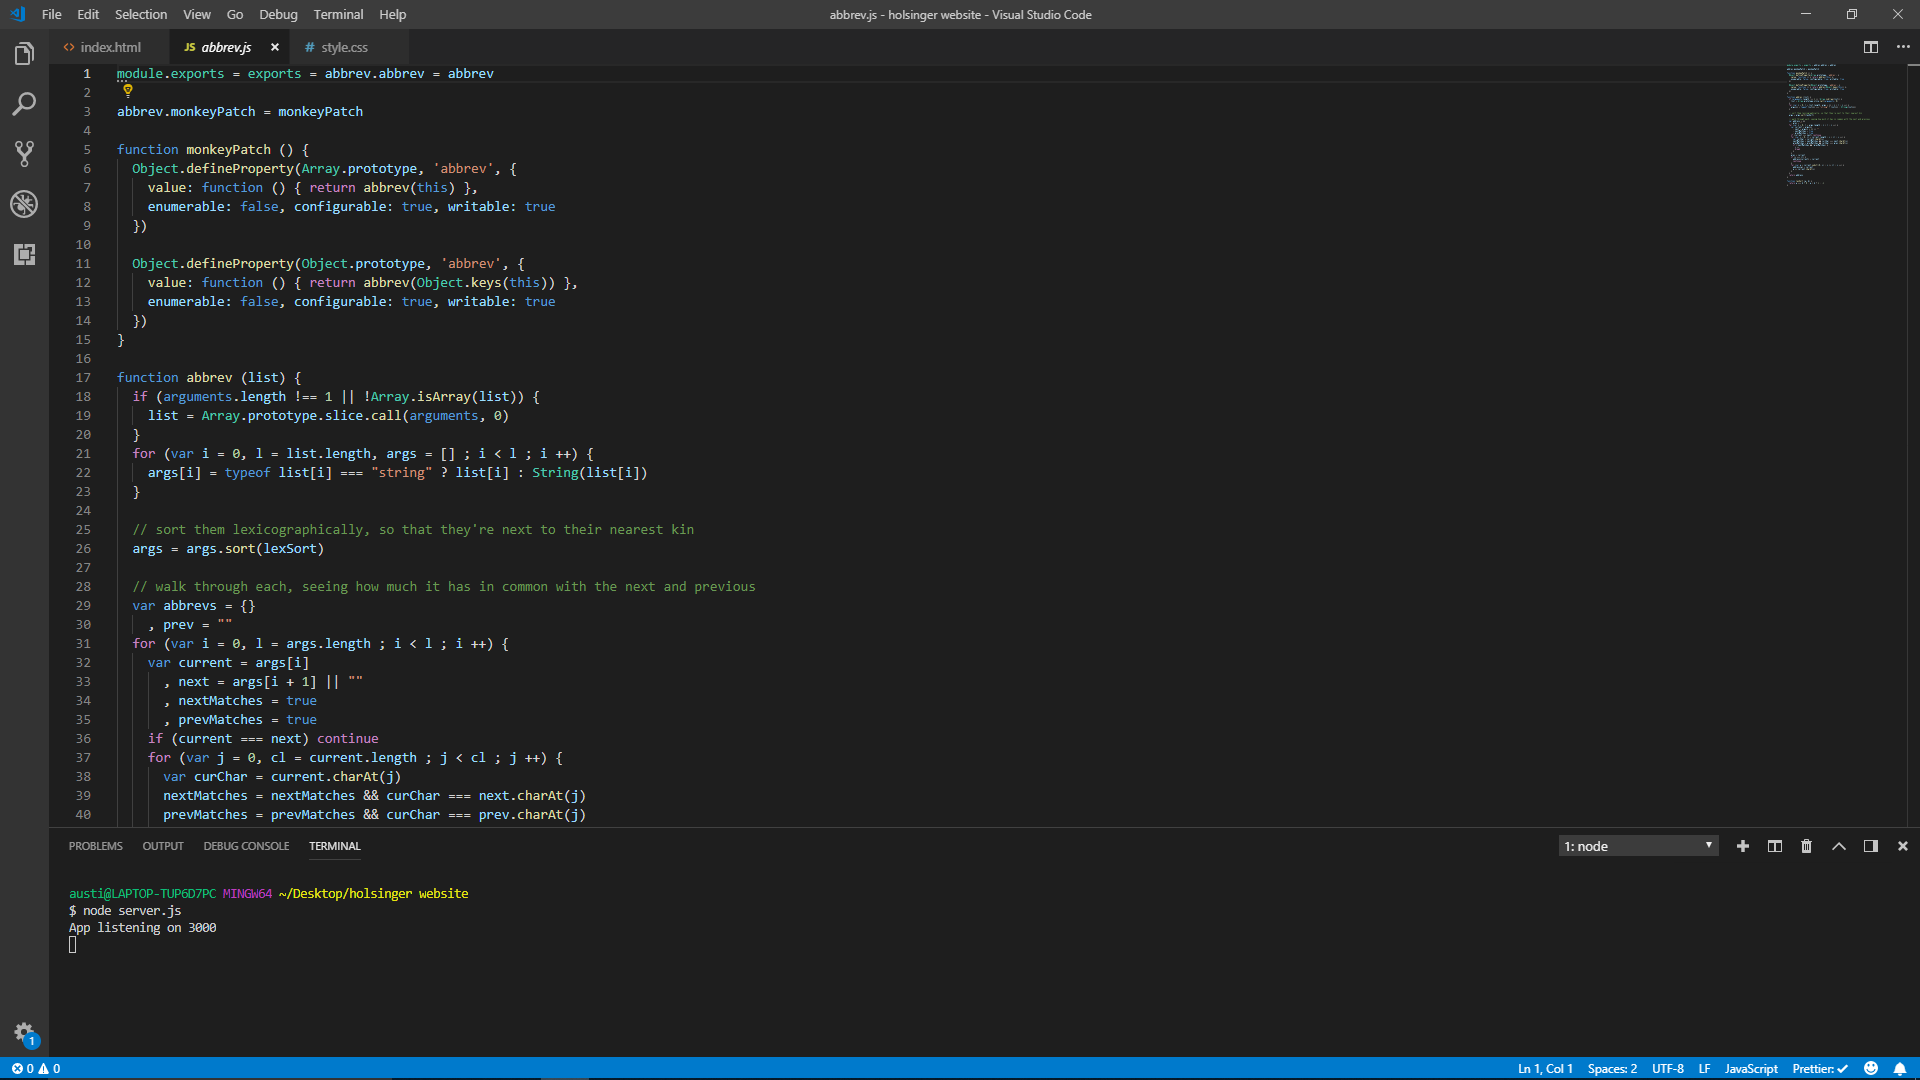 File Edit Selection View Go Debug Terminal Help
abbrev.js - holsinger website - Visual Studio Code
<> index.html
JS abbrev.js ×
# style.css
1 module.exports = exports = abbrev.abbrev = abbrev
2
3 abbrev.monkeyPatch = monkeyPatch
4
5 function monkeyPatch () {
6 Object.defineProperty(Array.prototype, 'abbrev', {
7 value: function () { return abbrev(this) },
8 enumerable: false, configurable: true, writable: true
9 })
10
11 Object.defineProperty(Object.prototype, 'abbrev', {
12 value: function () { return abbrev(Object.keys(this)) },
13 enumerable: false, configurable: true, writable: true
14 })
15 }
16
17 function abbrev (list) {
18 if (arguments.length !== 1 || !Array.isArray(list)) {
19 list = Array.prototype.slice.call(arguments, 0)
20 }
21 for (var i = 0, l = list.length, args = [] ; i < l ; i ++) {
22 args[i] = typeof list[i] === "string" ? list[i] : String(list[i])
23 }
24
25 // sort them lexicographically, so that they're next to their nearest kin
26 args = args.sort(lexSort)
27
28 // walk through each, seeing how much it has in common with the next and previous
29 var abbrevs = {}
30 , prev = ""
31 for (var i = 0, l = args.length ; i < l ; i ++) {
32 var current = args[i]
33 , next = args[i + 1] || ""
34 , nextMatches = true
35 , prevMatches = true
36 if (current === next) continue
37 for (var j = 0, cl = current.length ; j < cl ; j ++) {
38 var curChar = current.charAt(j)
39 nextMatches = nextMatches && curChar === next.charAt(j)
40 prevMatches = prevMatches && curChar === prev.charAt(j)
PROBLEMS OUTPUT DEBUG CONSOLE TERMINAL
1: node
austi@LAPTOP-TUP6D7PC MINGW64 ~/Desktop/holsinger website
$ node server.js
App listening on 3000
1
0 0
Ln 1, Col 1 Spaces: 2 UTF-8 LF JavaScript Prettier: ✓